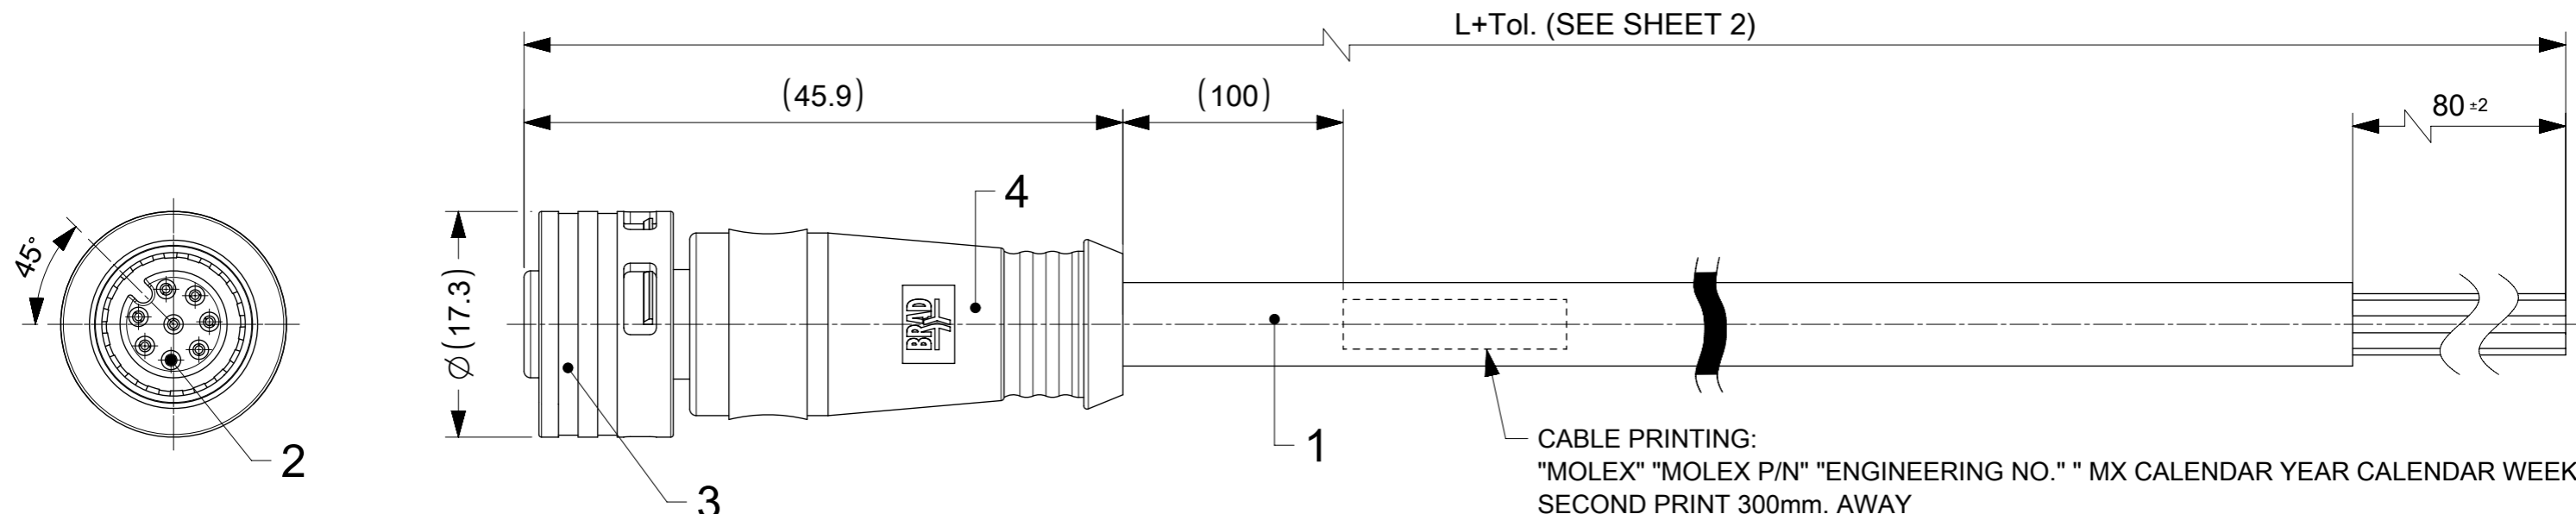 L+Tol. (SEE SHEET 2)
(45.9)
(100)
80 ±2
4
45°
Ø(17.3)
BRAD
1
2
3
CABLE PRINTING:
"MOLEX" "MOLEX P/N" "ENGINEERING NO." " MX CALENDAR YEAR CALENDAR WEEK
SECOND PRINT 300mm. AWAY